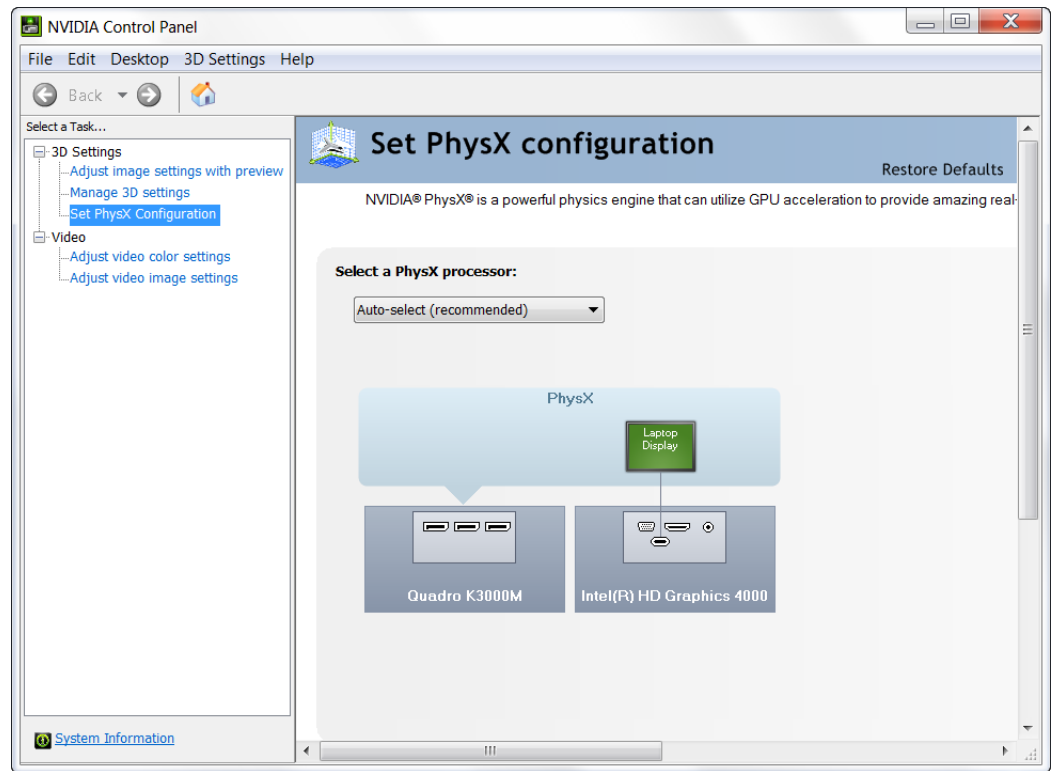 NVIDIA Control Panel
File Edit Desktop 3D Settings Help
Back
Select a Task...
3D Settings
Adjust image settings with preview
Manage 3D settings
Set PhysX Configuration
Video
Adjust video color settings
Adjust video image settings
System Information
Set PhysX configuration
Restore Defaults
NVIDIA® PhysX® is a powerful physics engine that can utilize GPU acceleration to provide amazing real-
Select a PhysX processor:
Auto-select (recommended)
PhysX
Laptop
Display
Quadro K3000M
Intel(R) HD Graphics 4000